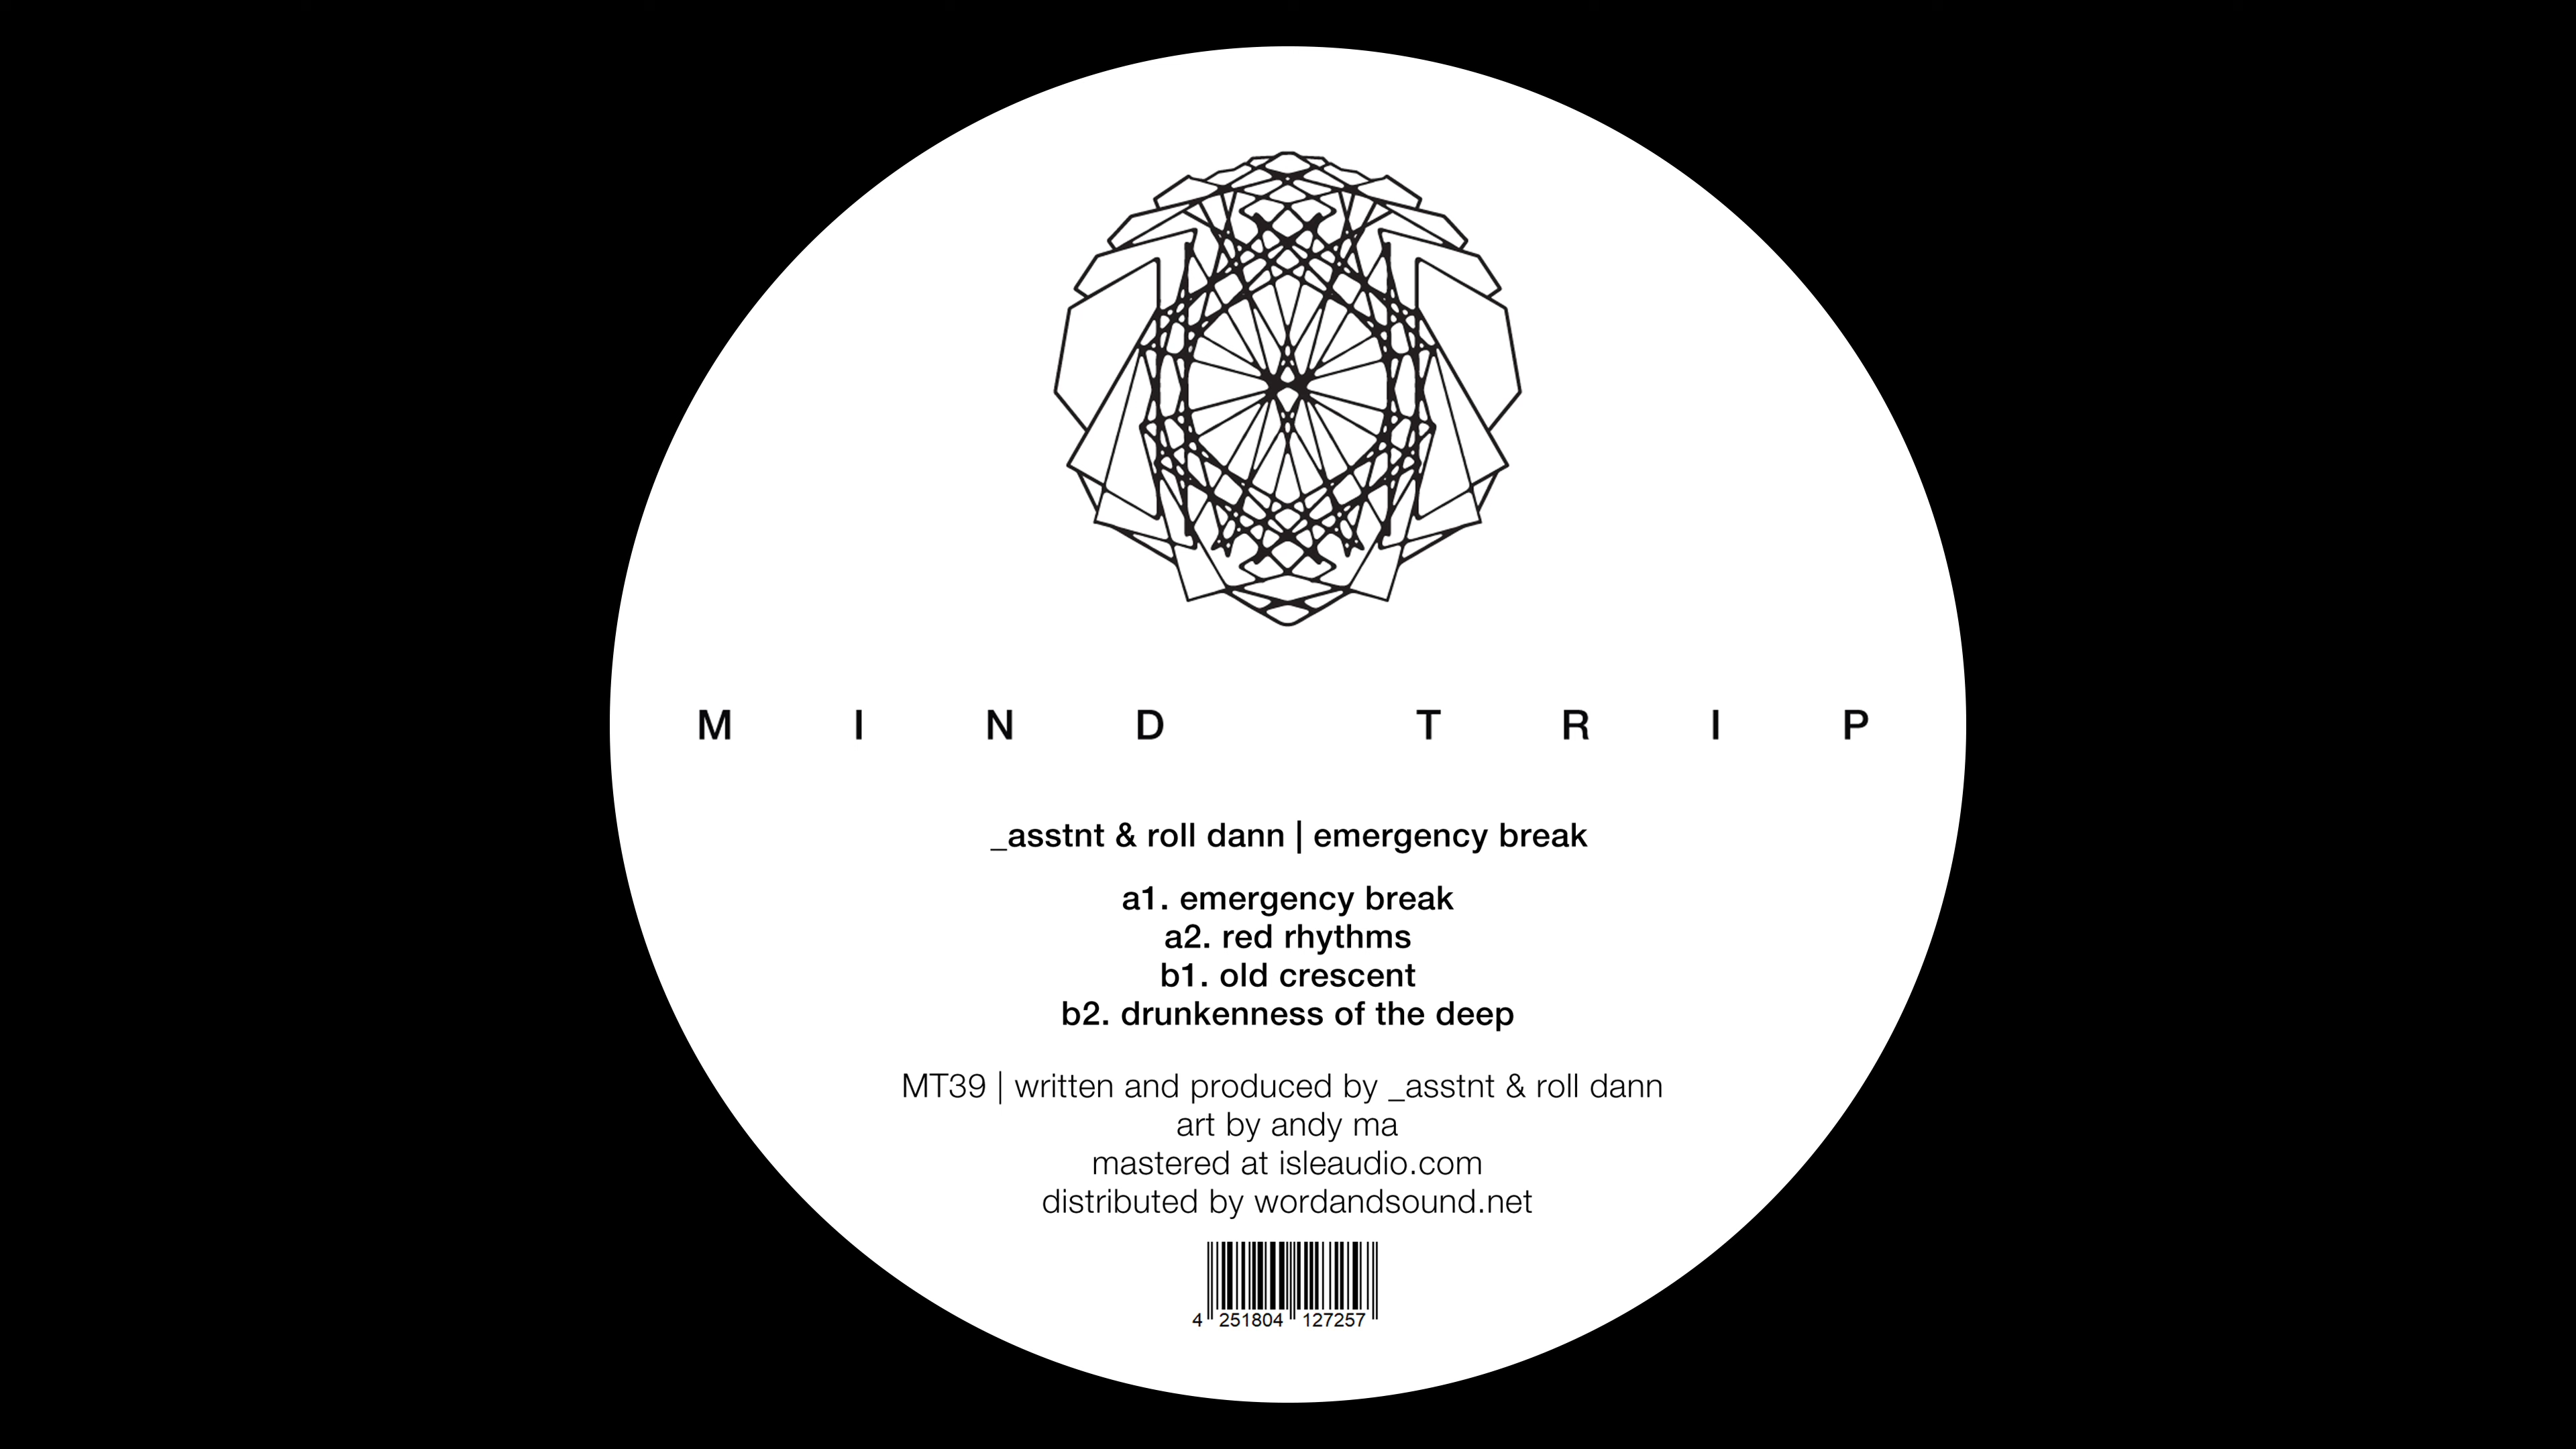 MIND TRIP
_asstnt & roll dann | emergency break
a1. emergency break
a2. red rhythms
b1. old crescent
b2. drunkenness of the deep
MT39 | written and produced by _asstnt & roll dann
art by andy ma
mastered at isleaudio.com
distributed by wordandsound.net
4 251804 127257